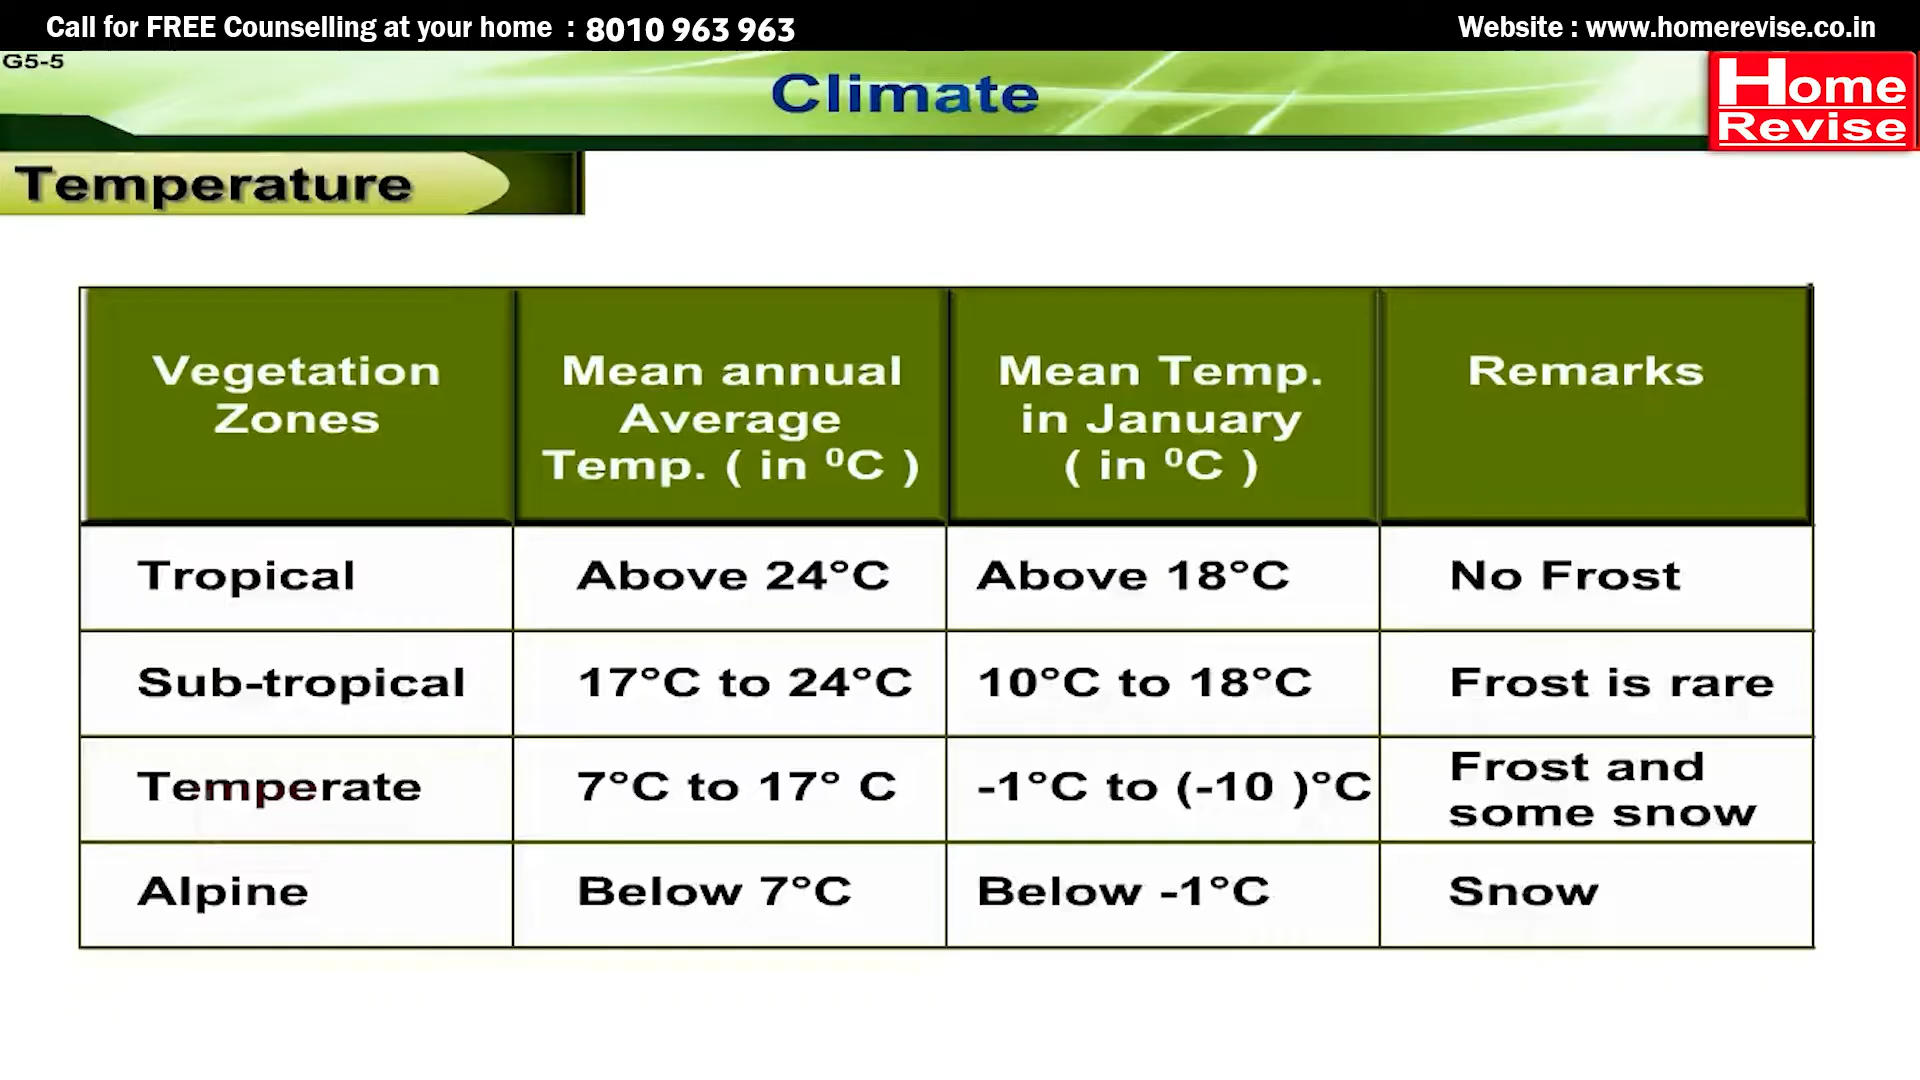 Call for FREE Counselling at your home : 8010 963 963
Website : www.homerevise.co.in
G5-5
Climate
Home
Revise
Temperature
Vegetation Zones
Mean annual Average Temp. ( in ⁰C )
Mean Temp. in January ( in ⁰C )
Remarks
Tropical
Above 24°C
Above 18°C
No Frost
Sub-tropical
17°C to 24°C
10°C to 18°C
Frost is rare
Temperate
7°C to 17° C
-1°C to (-10 )°C
Frost and some snow
Alpine
Below 7°C
Below -1°C
Snow